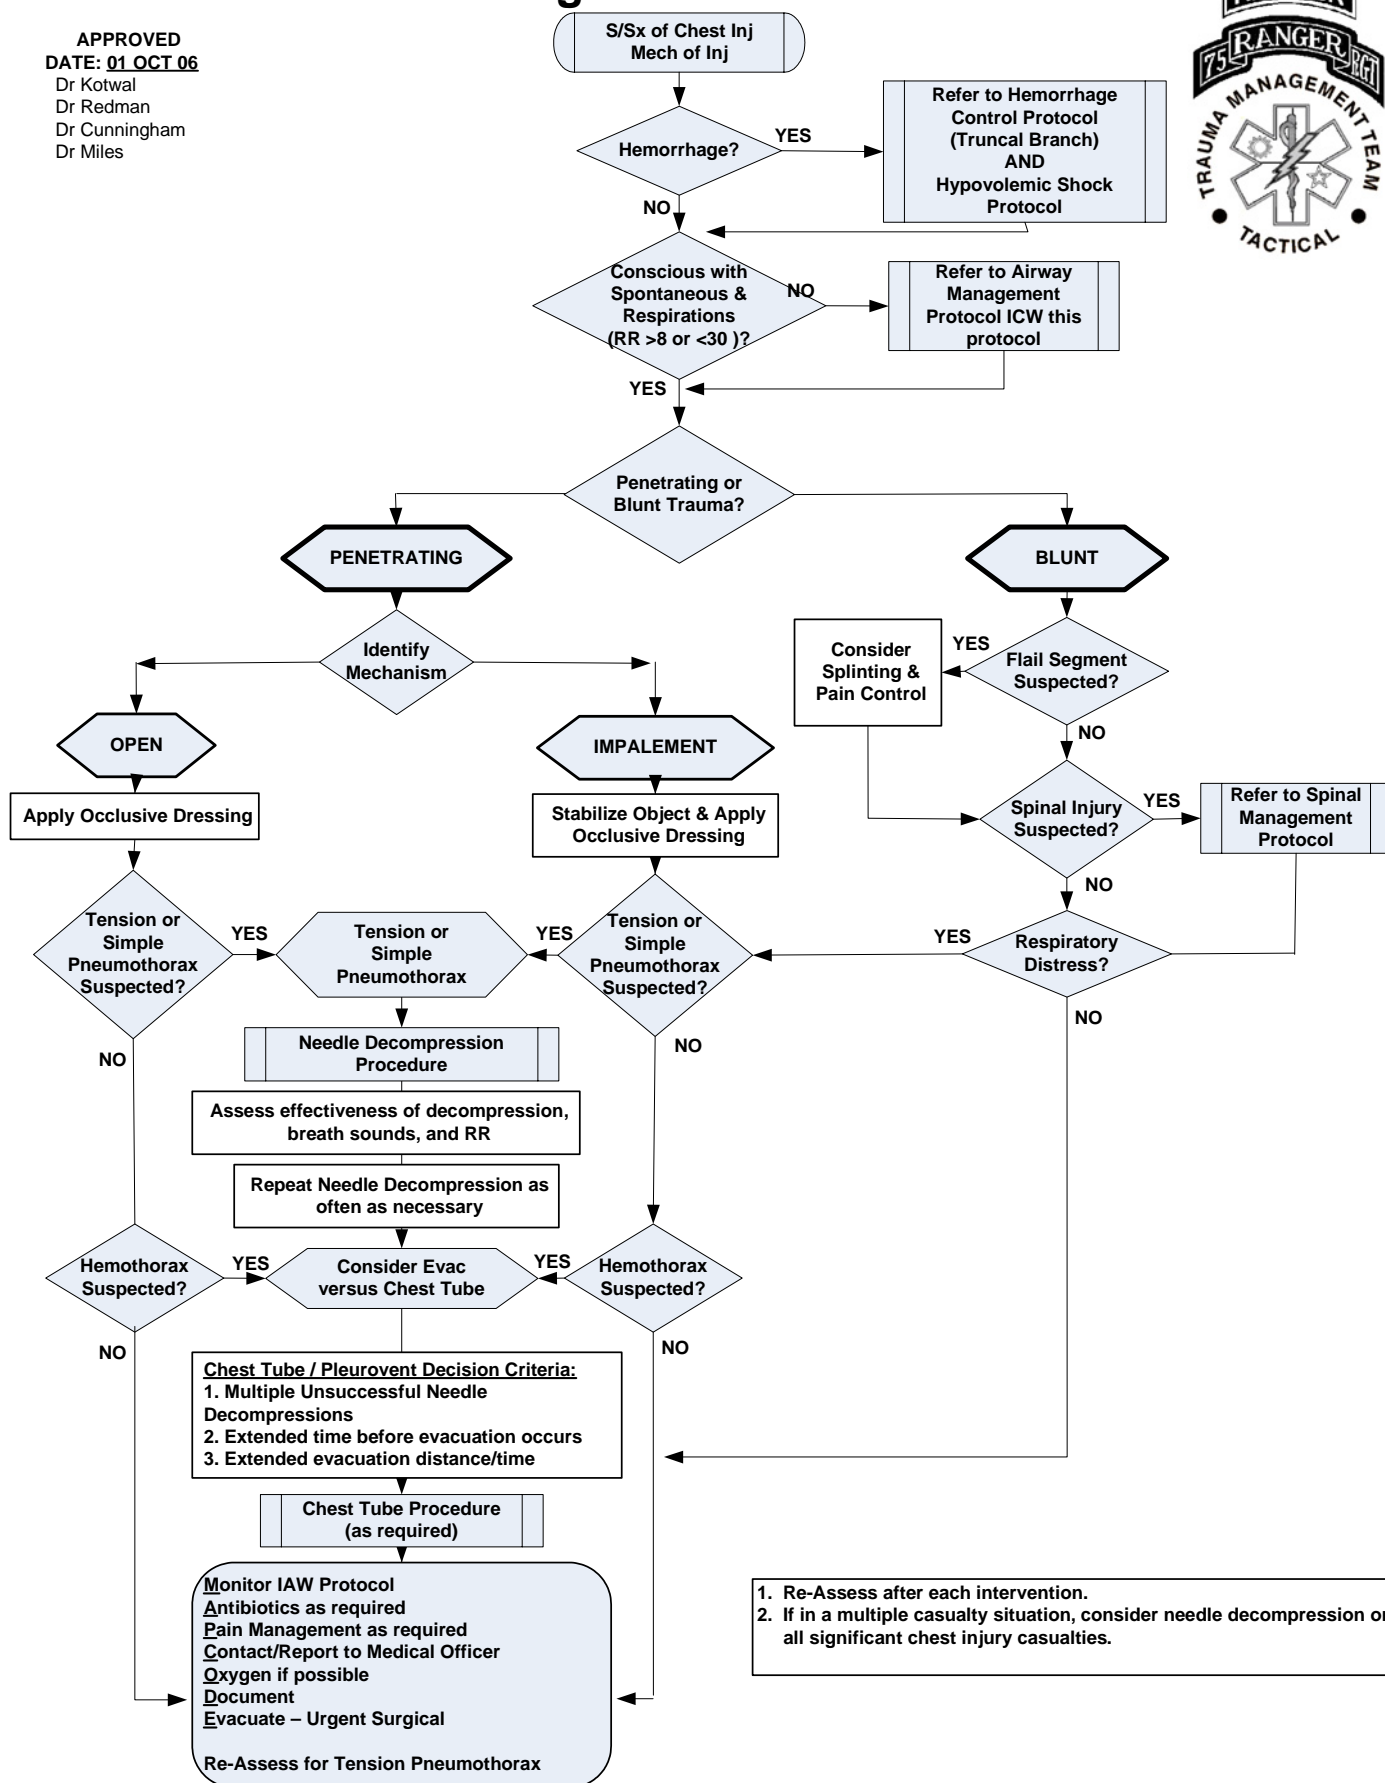 APPROVED
DATE: 01 OCT 06
Dr Kotwal
Dr Redman
Dr Cunningham
Dr Miles
S/Sx of Chest Inj
Mech of Inj
75 RANGER RGT
TRAUMA MANAGEMENT TEAM
TACTICAL
Hemorrhage?
YES
Refer to Hemorrhage
Control Protocol
(Truncal Branch)
AND
Hypovolemic Shock
Protocol
NO
Conscious with
Spontaneous &
Respirations
(RR >8 or <30 )?
NO
Refer to Airway
Management
Protocol ICW this
protocol
YES
Penetrating or
Blunt Trauma?
PENETRATING
BLUNT
Identify
Mechanism
Consider
Splinting &
Pain Control
YES
Flail Segment
Suspected?
NO
OPEN
IMPALEMENT
Apply Occlusive Dressing
Stabilize Object & Apply
Occlusive Dressing
Spinal Injury
Suspected?
YES
Refer to Spinal
Management
Protocol
NO
Tension or
Simple
Pneumothorax
Suspected?
YES
Tension or
Simple
Pneumothorax
YES
Tension or
Simple
Pneumothorax
Suspected?
YES
Respiratory
Distress?
NO
NO
Needle Decompression
Procedure
NO
Assess effectiveness of decompression,
breath sounds, and RR
Repeat Needle Decompression as
often as necessary
Hemothorax
Suspected?
YES
Consider Evac
versus Chest Tube
YES
Hemothorax
Suspected?
NO
NO
Chest Tube / Pleurovent Decision Criteria:
1. Multiple Unsuccessful Needle
Decompressions
2. Extended time before evacuation occurs
3. Extended evacuation distance/time
Chest Tube Procedure
(as required)
Monitor IAW Protocol
Antibiotics as required
Pain Management as required
Contact/Report to Medical Officer
Oxygen if possible
Document
Evacuate – Urgent Surgical
Re-Assess for Tension Pneumothorax
1. Re-Assess after each intervention.
2. If in a multiple casualty situation, consider needle decompression on
all significant chest injury casualties.